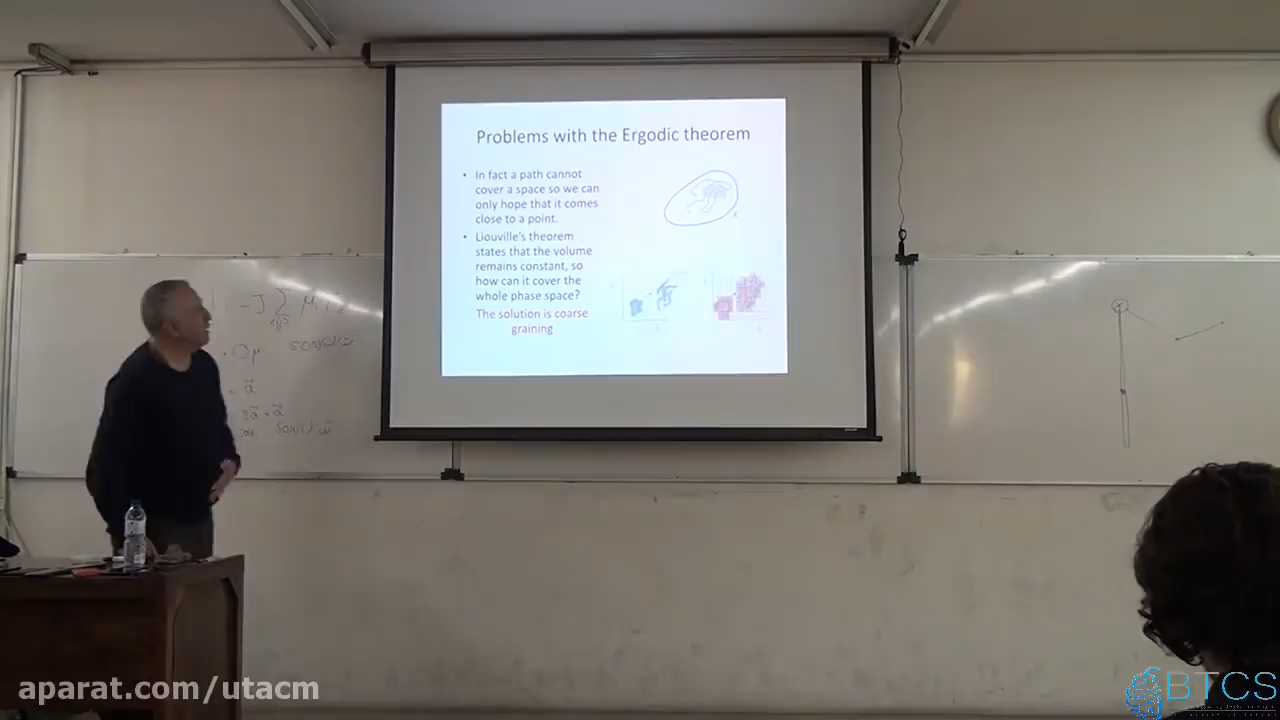 Problems with the Ergodic theorem
• In fact a path cannot
cover a space so we can
only hope that it comes
close to a point.
• Liouville's theorem
states that the volume
remains constant, so
how can it cover the
whole phase space?
The solution is coarse
graining
x
aparat.com/utacm
BTCS